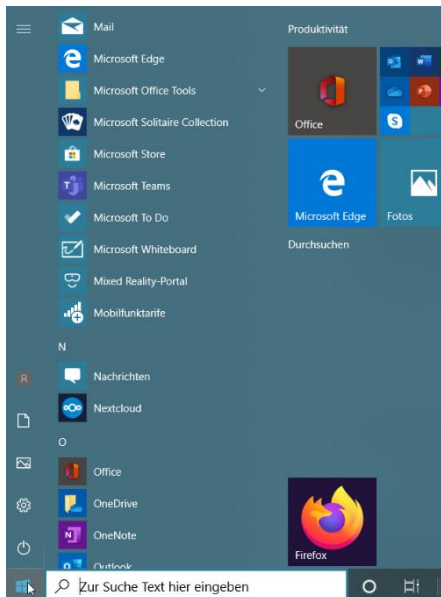 Mail
Microsoft Edge
Microsoft Office Tools
Microsoft Solitaire Collection
Microsoft Store
Microsoft Teams
Microsoft To Do
Microsoft Whiteboard
Mixed Reality-Portal
Mobilfunktarife
N
Nachrichten
Nextcloud
O
Office
OneDrive
OneNote
Outlook
Produktivität
Office
Microsoft Edge
Fotos
Durchsuchen
Firefox
Zur Suche Text hier eingeben